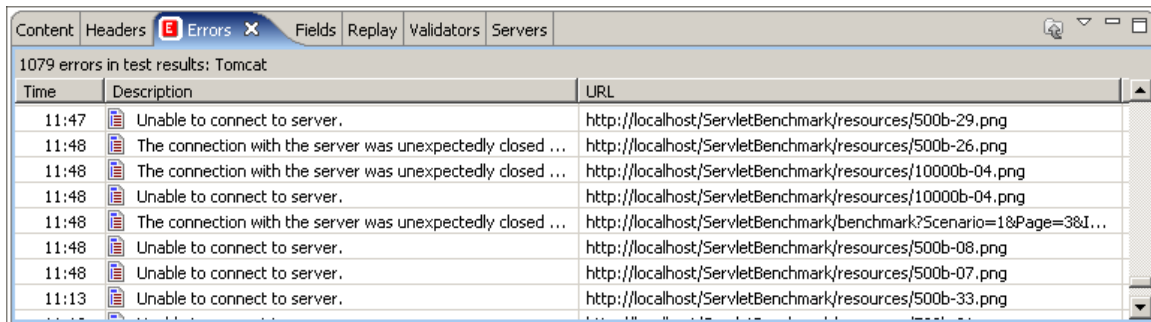 Content Headers E Errors Fields Replay Validators Servers
1079 errors in test results: Tomcat
Time Description URL
11:47 Unable to connect to server. http://localhost/ServletBenchmark/resources/500b-29.png
11:48 The connection with the server was unexpectedly closed ... http://localhost/ServletBenchmark/resources/500b-26.png
11:48 The connection with the server was unexpectedly closed ... http://localhost/ServletBenchmark/resources/10000b-04.png
11:48 Unable to connect to server. http://localhost/ServletBenchmark/resources/10000b-04.png
11:48 The connection with the server was unexpectedly closed ... http://localhost/ServletBenchmark/benchmark?Scenario=1&Page=3&I...
11:48 Unable to connect to server. http://localhost/ServletBenchmark/resources/500b-08.png
11:48 Unable to connect to server. http://localhost/ServletBenchmark/resources/500b-07.png
11:13 Unable to connect to server. http://localhost/ServletBenchmark/resources/500b-33.png